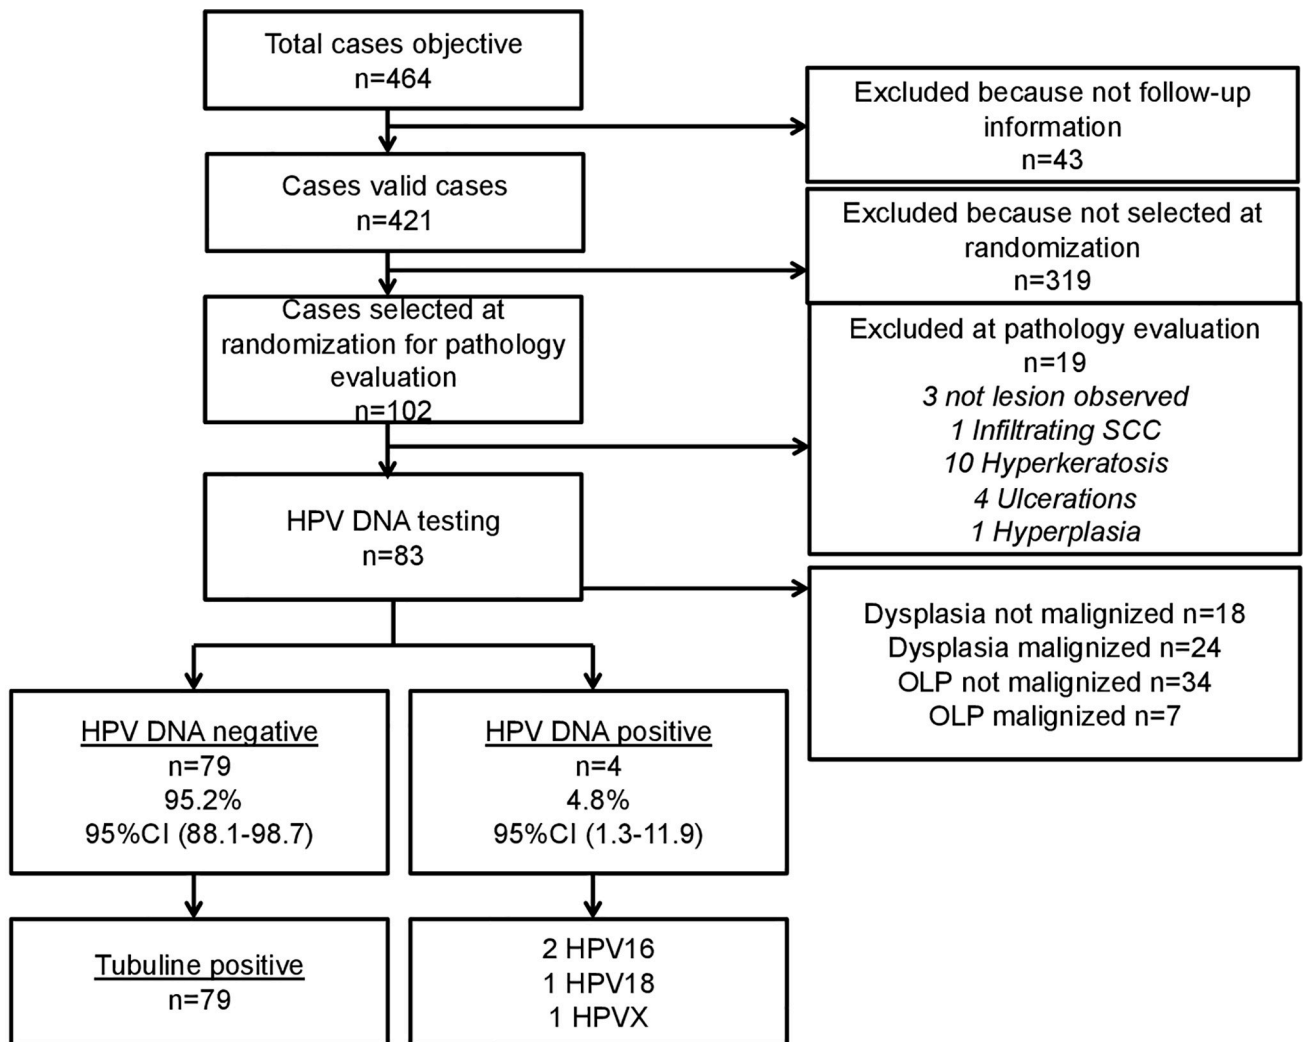 Total cases objective
n=464
Excluded because not follow-up
information
n=43
Cases valid cases
n=421
Excluded because not selected at
randomization
n=319
Cases selected at
randomization for pathology
evaluation
n=102
Excluded at pathology evaluation
n=19
3 not lesion observed
1 Infiltrating SCC
10 Hyperkeratosis
4 Ulcerations
1 Hyperplasia
HPV DNA testing
n=83
Dysplasia not malignized n=18
Dysplasia malignized n=24
OLP not malignized n=34
OLP malignized n=7
HPV DNA negative
n=79
95.2%
95%CI (88.1-98.7)
HPV DNA positive
n=4
4.8%
95%CI (1.3-11.9)
Tubuline positive
n=79
2 HPV16
1 HPV18
1 HPVX